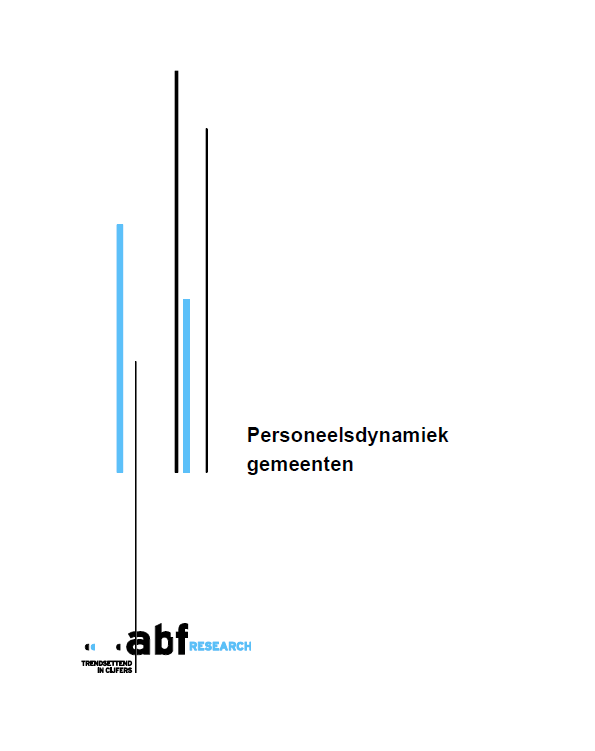 Personeelsdynamiek
gemeenten
abf RESEARCH
TRENDSETTEND
IN CIJFERS